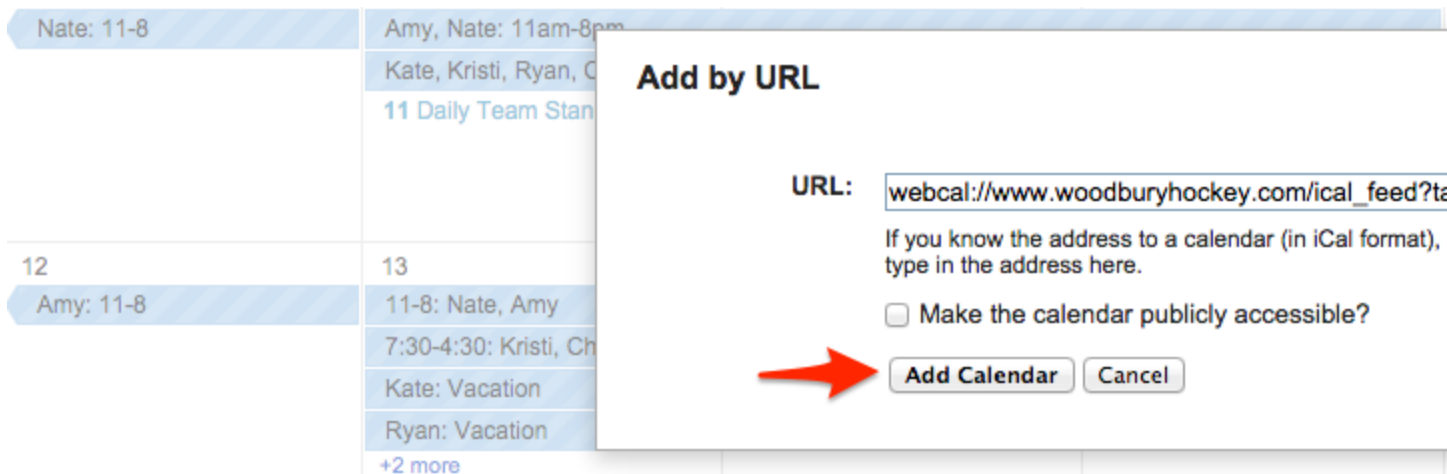 Nate: 11-8
Amy, Nate: 11am-8pm
Kate, Kristi, Ryan, C
11 Daily Team Stan
12
Amy: 11-8
13
11-8: Nate, Amy
7:30-4:30: Kristi, Ch
Kate: Vacation
Ryan: Vacation
+2 more
Add by URL
URL:
webcal://www.woodburyhockey.com/ical_feed?ta
If you know the address to a calendar (in iCal format),
type in the address here.
Make the calendar publicly accessible?
Add Calendar
Cancel